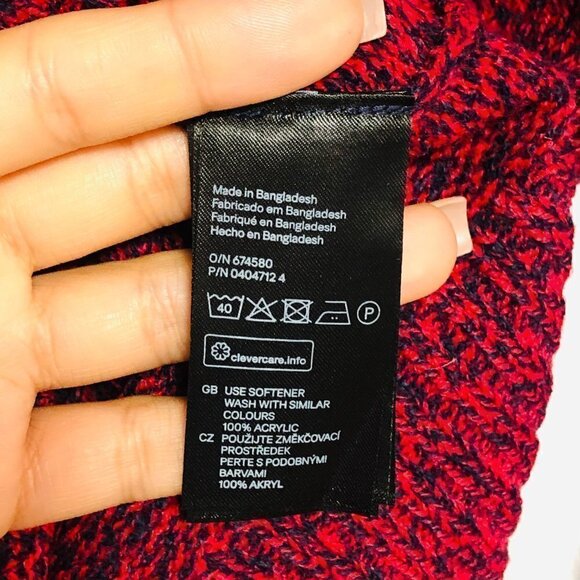 Made in Bangladesh
Fabricado em Bangladesh
Fabriqué en Bangladesh
Hecho en Bangladesh
O/N 674580
P/N 0404712 4
40 P
clevercare.info
GB USE SOFTENER
WASH WITH SIMILAR
COLOURS
100% ACRYLIC
CZ POUŽIJTE ZMĚKČOVACÍ
PROSTŘEDEK
PERTE S PODOBNÝMI
BARVAMI
100% AKRYL